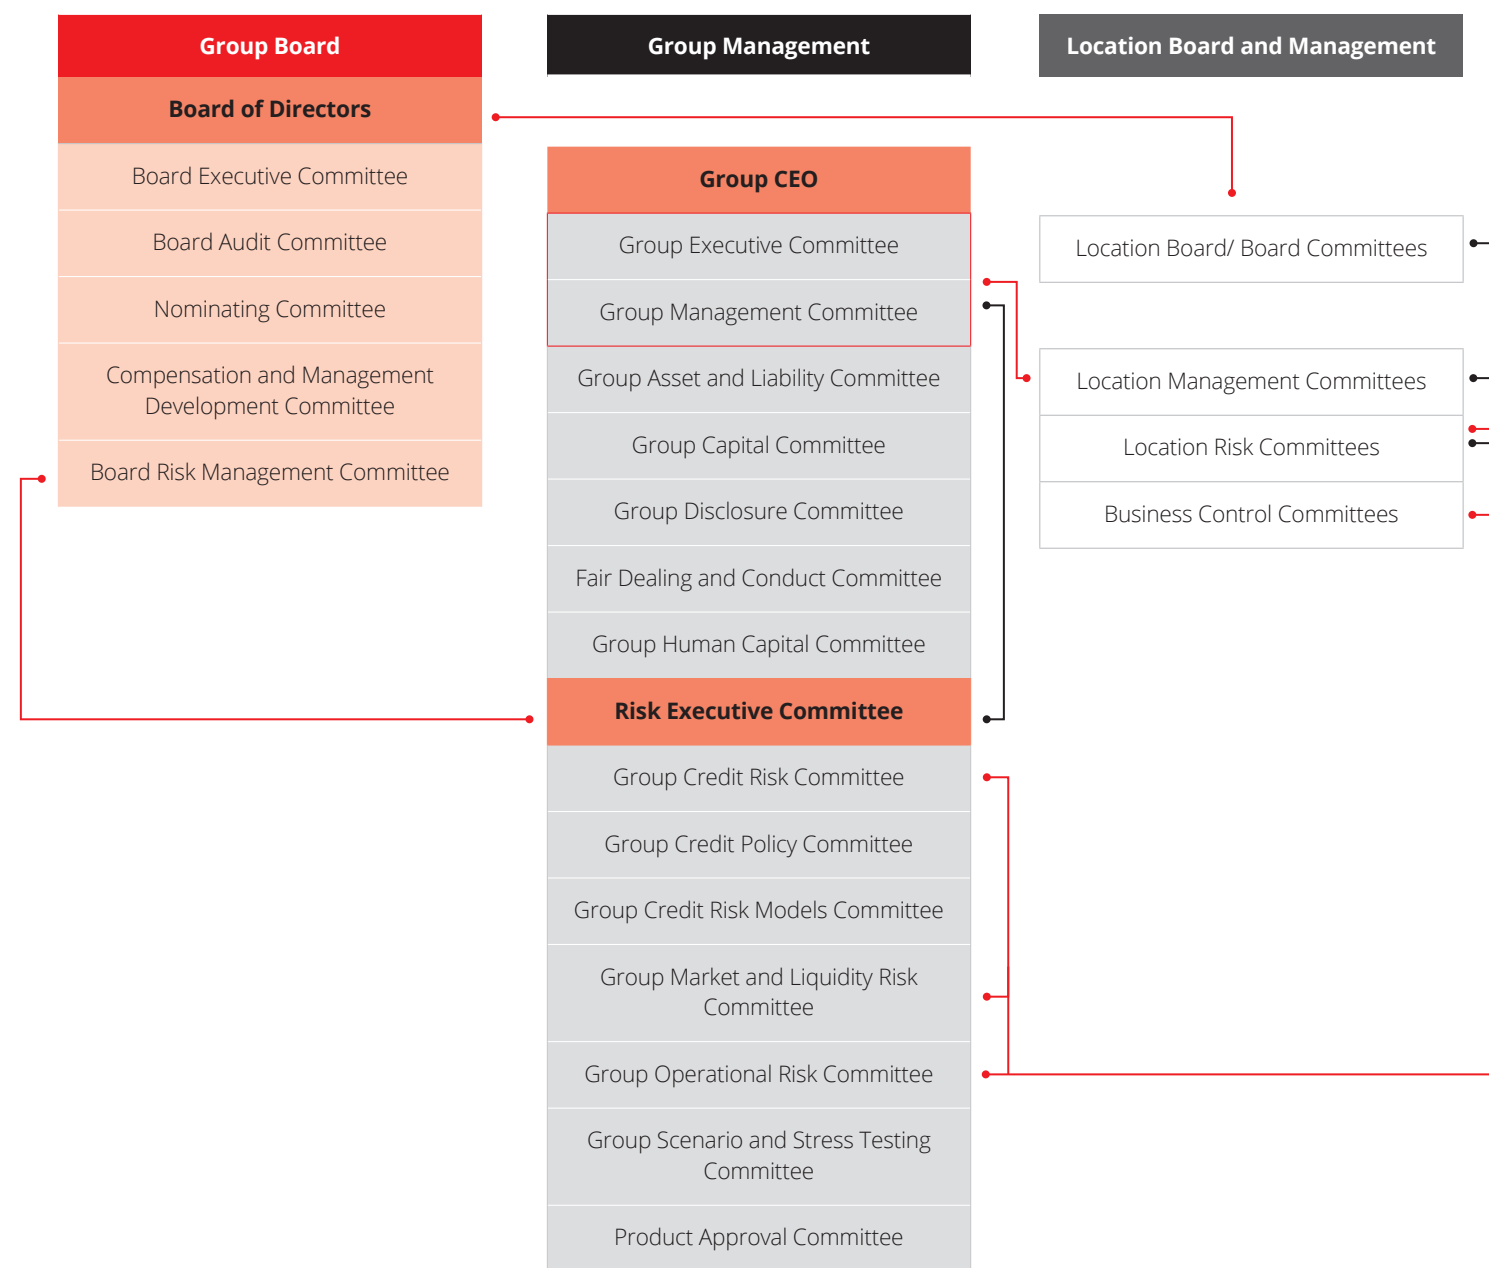 Group Board
Board of Directors
Board Executive Committee
Board Audit Committee
Nominating Committee
Compensation and Management
Development Committee
Board Risk Management Committee
Group Management
Group CEO
Group Executive Committee
Group Management Committee
Group Asset and Liability Committee
Group Capital Committee
Group Disclosure Committee
Fair Dealing and Conduct Committee
Group Human Capital Committee
Risk Executive Committee
Group Credit Risk Committee
Group Credit Policy Committee
Group Credit Risk Models Committee
Group Market and Liquidity Risk
Committee
Group Operational Risk Committee
Group Scenario and Stress Testing
Committee
Product Approval Committee
Location Board and Management
Location Board/ Board Committees
Location Management Committees
Location Risk Committees
Business Control Committees